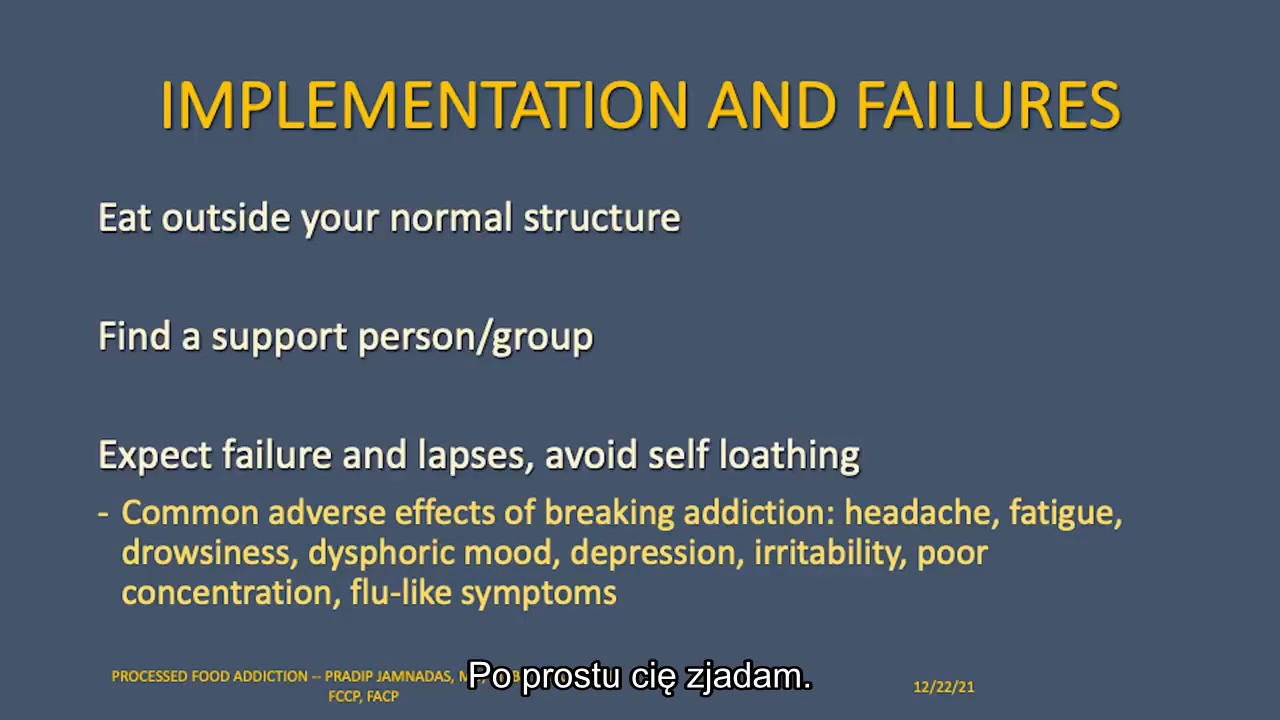 IMPLEMENTATION AND FAILURES
Eat outside your normal structure
Find a support person/group
Expect failure and lapses, avoid self loathing
- Common adverse effects of breaking addiction: headache, fatigue,
drowsiness, dysphoric mood, depression, irritability, poor
concentration, flu-like symptoms
PROCESSED FOOD ADDICTION -- PRADIP JAMNADAS,
FCCP, FACP
12/22/21
Po prostu cię zjadam.